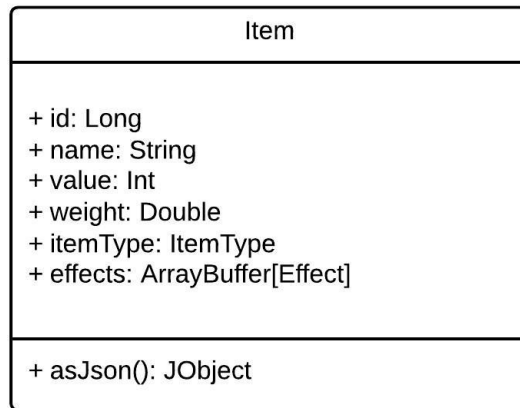 Item
+ id: Long
+ name: String
+ value: Int
+ weight: Double
+ itemType: ItemType
+ effects: ArrayBuffer[Effect]
+ asJson(): JObject